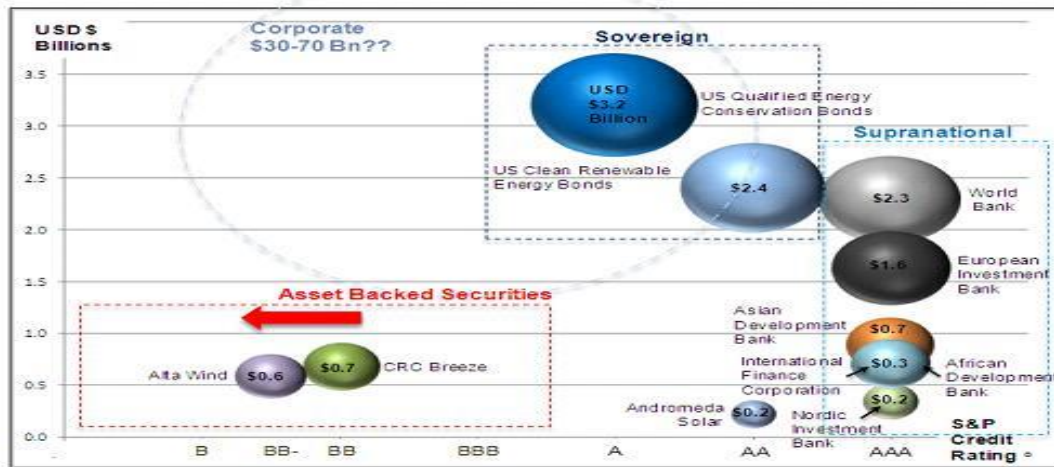 USD $
Billions
Corporate
$30-70 Bn??
Sovereign
3.5
USD
$3.2
Billion
US Qualified Energy
Conservation Bonds
3.0
Supranational
US Clean Renewable
Energy Bonds
2.5
$2.4
$2.3
World
Bank
2.0
$1.6
European
Investment
Bank
1.5
Asset Backed Securities
Asian
Development
Bank
1.0
$0.7
Alta Wind
$0.6
$0.7
CRC Breeze
International
Finance
Corporation
$0.3
African
Development
Bank
0.5
Andromeda
Solar
$0.2
Nordic
Investment
Bank
$0.2
0.0
S&P
Credit
Rating
B
BB-
BB
BBB
A
AA
AAA